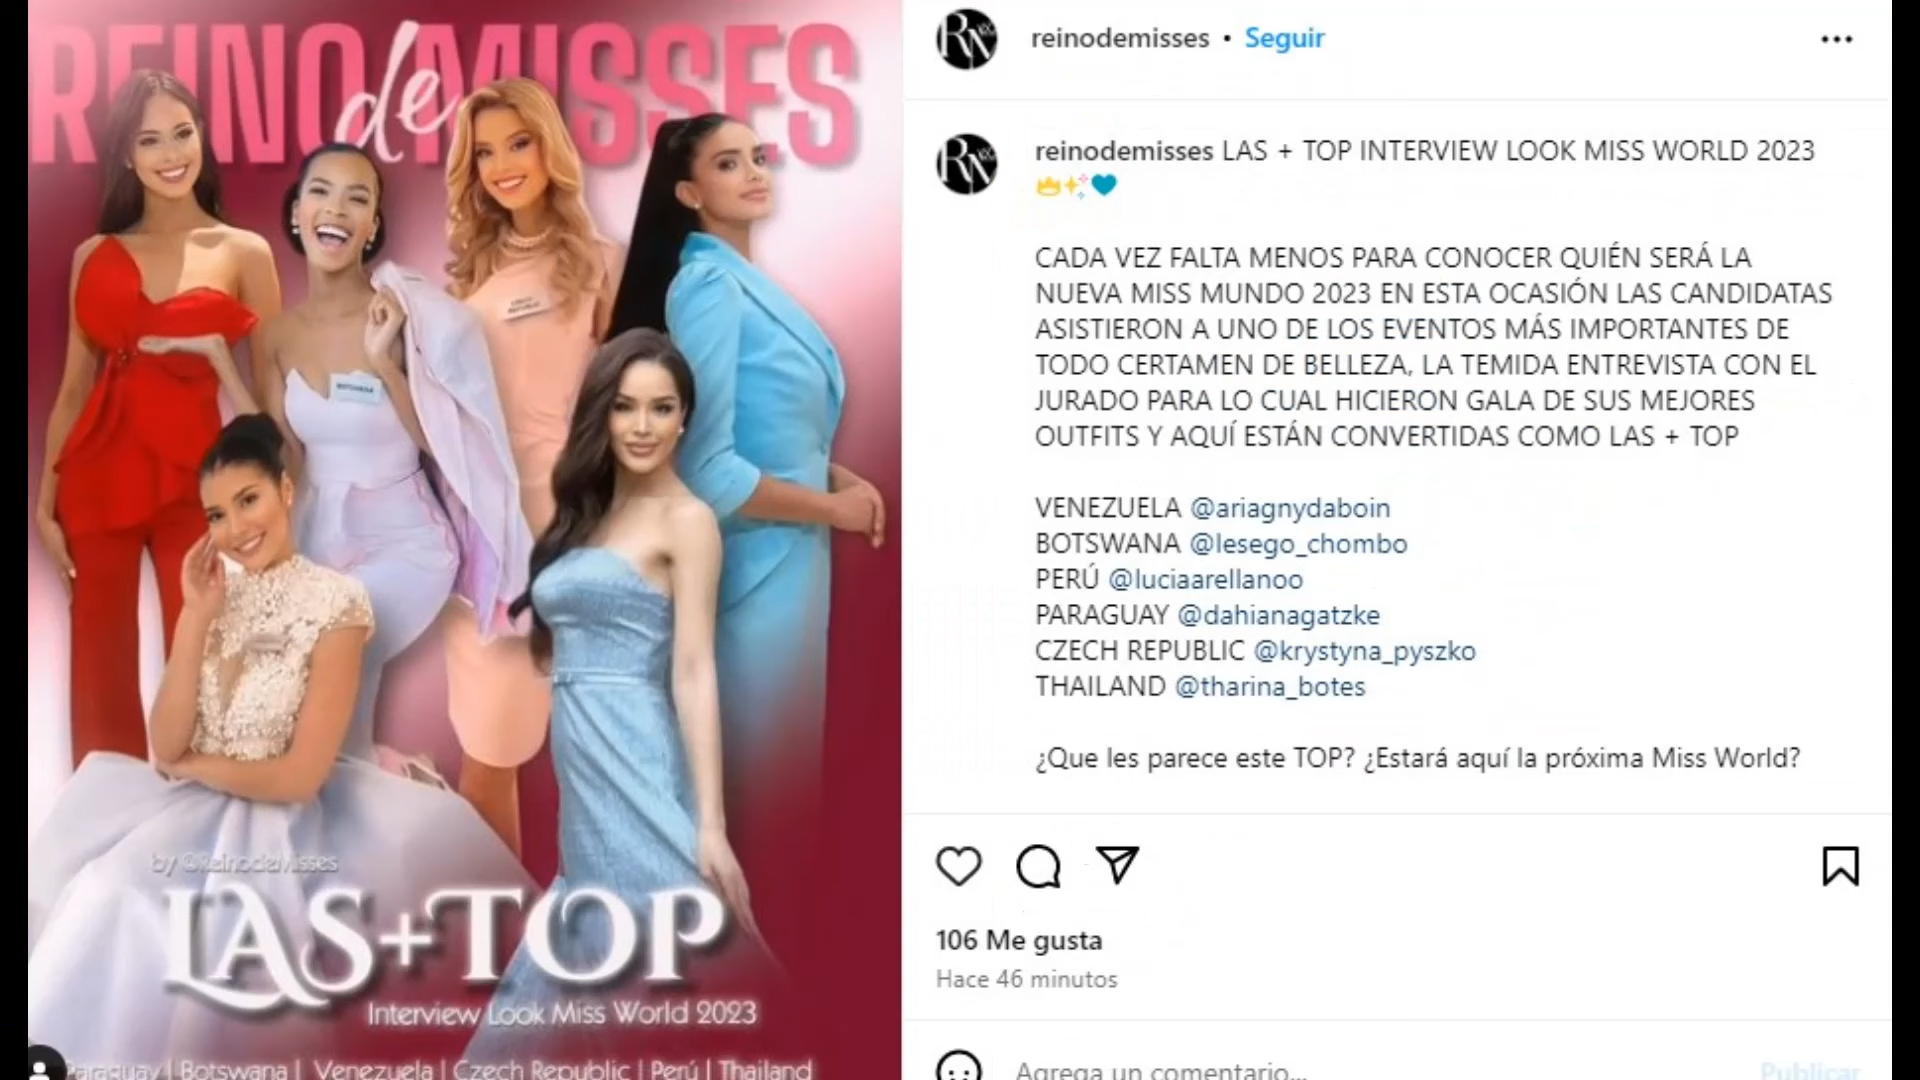 REINO de MISSES
BOTSWANA
by @ReinodeMisses
LAS+TOP
Interview Look Miss World 2023
Paraguay | Botswana | Venezuela | Czech Republic | Perú | Thailand
reinodemisses • Seguir
reinodemisses LAS + TOP INTERVIEW LOOK MISS WORLD 2023
👑✨💙
CADA VEZ FALTA MENOS PARA CONOCER QUIÉN SERÁ LA
NUEVA MISS MUNDO 2023 EN ESTA OCASIÓN LAS CANDIDATAS
ASISTIERON A UNO DE LOS EVENTOS MÁS IMPORTANTES DE
TODO CERTAMEN DE BELLEZA, LA TEMIDA ENTREVISTA CON EL
JURADO PARA LO CUAL HICIERON GALA DE SUS MEJORES
OUTFITS Y AQUÍ ESTÁN CONVERTIDAS COMO LAS + TOP
VENEZUELA @ariagnydaboin
BOTSWANA @lesego_chombo
PERÚ @luciaarellanoo
PARAGUAY @dahianagatzke
CZECH REPUBLIC @krystyna_pyszko
THAILAND @tharina_botes
¿Que les parece este TOP? ¿Estará aquí la próxima Miss World?
106 Me gusta
Hace 46 minutos
Agrega un comentario...
Publicar